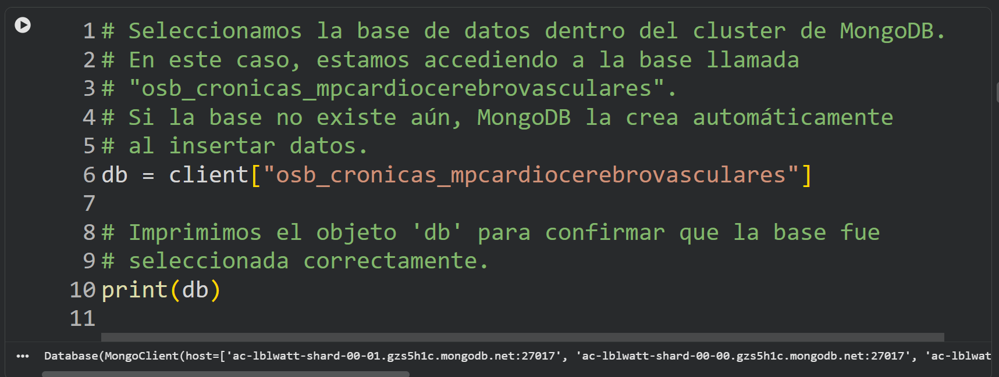 1 # Seleccionamos la base de datos dentro del cluster de MongoDB.
2 # En este caso, estamos accediendo a la base llamada
3 # "osb_cronicas_mpcardiocerebrovasculares".
4 # Si la base no existe aún, MongoDB la crea automáticamente
5 # al insertar datos.
6 db = client["osb_cronicas_mpcardiocerebrovasculares"]
7
8 # Imprimimos el objeto 'db' para confirmar que la base fue
9 # seleccionada correctamente.
10 print(db)
11
Database(MongoClient(host=['ac-lblwatt-shard-00-01.gzs5h1c.mongodb.net:27017', 'ac-lblwatt-shard-00-00.gzs5h1c.mongodb.net:27017', 'ac-lblwat